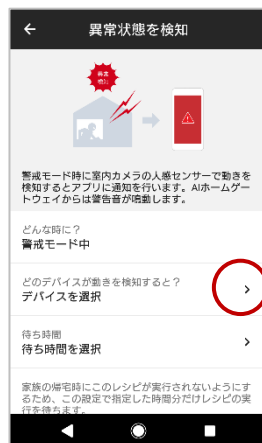 異常状態を検知
異常
検知
警戒モード時に室内カメラの人感センサーで動きを
検知するとアプリに通知を行います。AIホームゲー
トウェイからは警告音が鳴動します。
どんな時に？
警戒モード中
どのデバイスが動きを検知すると？
デバイスを選択
待ち時間
待ち時間を選択
家族の帰宅時にこのレシピが実行されないようにす
るため、この設定で指定した時間分だけレシピの実
行を待ちます。